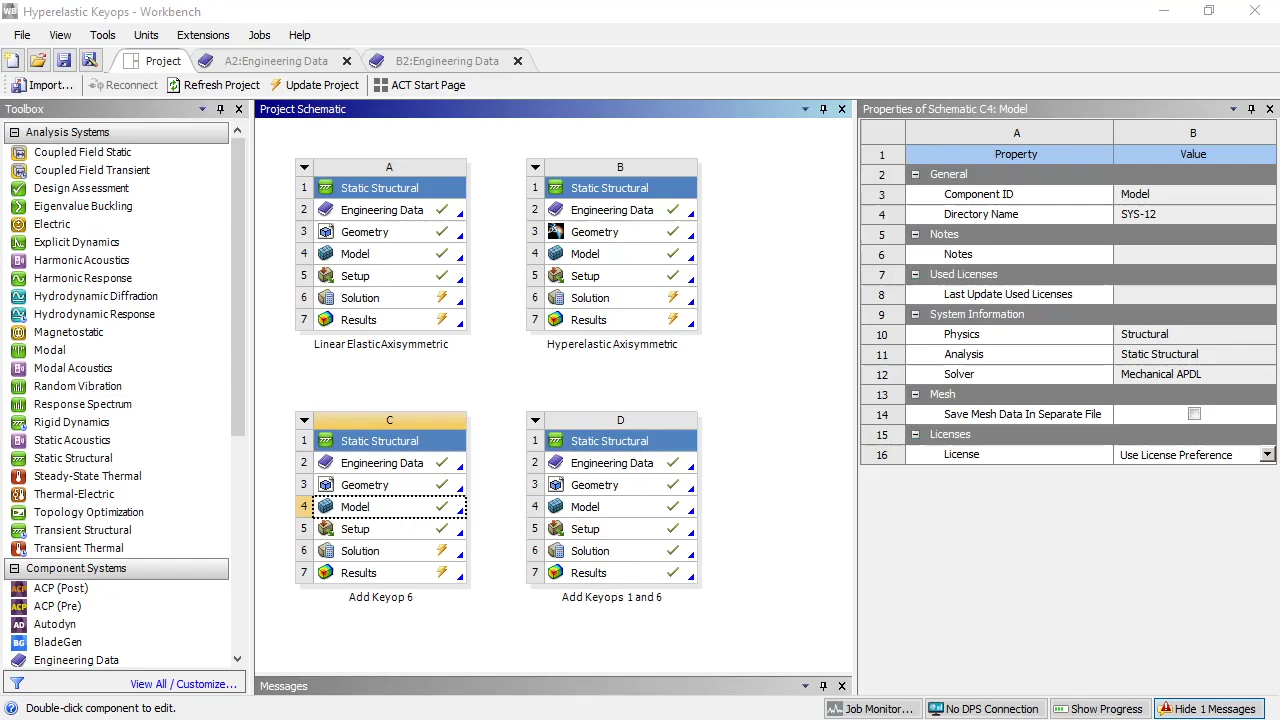 Hyperelastic Keyops - Workbench
File View Tools Units Extensions Jobs Help
Project A2:Engineering Data B2:Engineering Data
Import... Reconnect Refresh Project Update Project ACT Start Page
Toolbox
Analysis Systems
Coupled Field Static
Coupled Field Transient
Design Assessment
Eigenvalue Buckling
Electric
Explicit Dynamics
Harmonic Acoustics
Harmonic Response
Hydrodynamic Diffraction
Hydrodynamic Response
Magnetostatic
Modal
Modal Acoustics
Random Vibration
Response Spectrum
Rigid Dynamics
Static Acoustics
Static Structural
Steady-State Thermal
Thermal-Electric
Topology Optimization
Transient Structural
Transient Thermal
Component Systems
ACP (Post)
ACP (Pre)
Autodyn
BladeGen
Engineering Data
View All / Customize...
Project Schematic
A
1 Static Structural
2 Engineering Data
3 Geometry
4 Model
5 Setup
6 Solution
7 Results
Linear Elastic Axisymmetric
B
1 Static Structural
2 Engineering Data
3 Geometry
4 Model
5 Setup
6 Solution
7 Results
Hyperelastic Axisymmetric
C
1 Static Structural
2 Engineering Data
3 Geometry
4 Model
5 Setup
6 Solution
7 Results
Add Keyop 6
D
1 Static Structural
2 Engineering Data
3 Geometry
4 Model
5 Setup
6 Solution
7 Results
Add Keyops 1 and 6
Messages
Properties of Schematic C4: Model
A B
1 Property Value
2 General
3 Component ID Model
4 Directory Name SYS-12
5 Notes
6 Notes
7 Used Licenses
8 Last Update Used Licenses
9 System Information
10 Physics Structural
11 Analysis Static Structural
12 Solver Mechanical APDL
13 Mesh
14 Save Mesh Data In Separate File
15 Licenses
16 License Use License Preference
Double-click component to edit.
Job Monitor... No DPS Connection Show Progress Hide 1 Messages